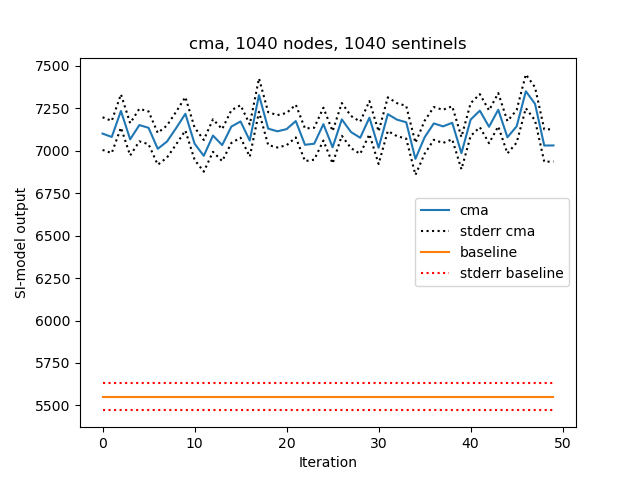 cma, 1040 nodes, 1040 sentinels
7500
7250
7000
6750
6500
6250
6000
5750
5500
SI-model output
cma
stderr cma
baseline
stderr baseline
0 10 20 30 40 50
Iteration